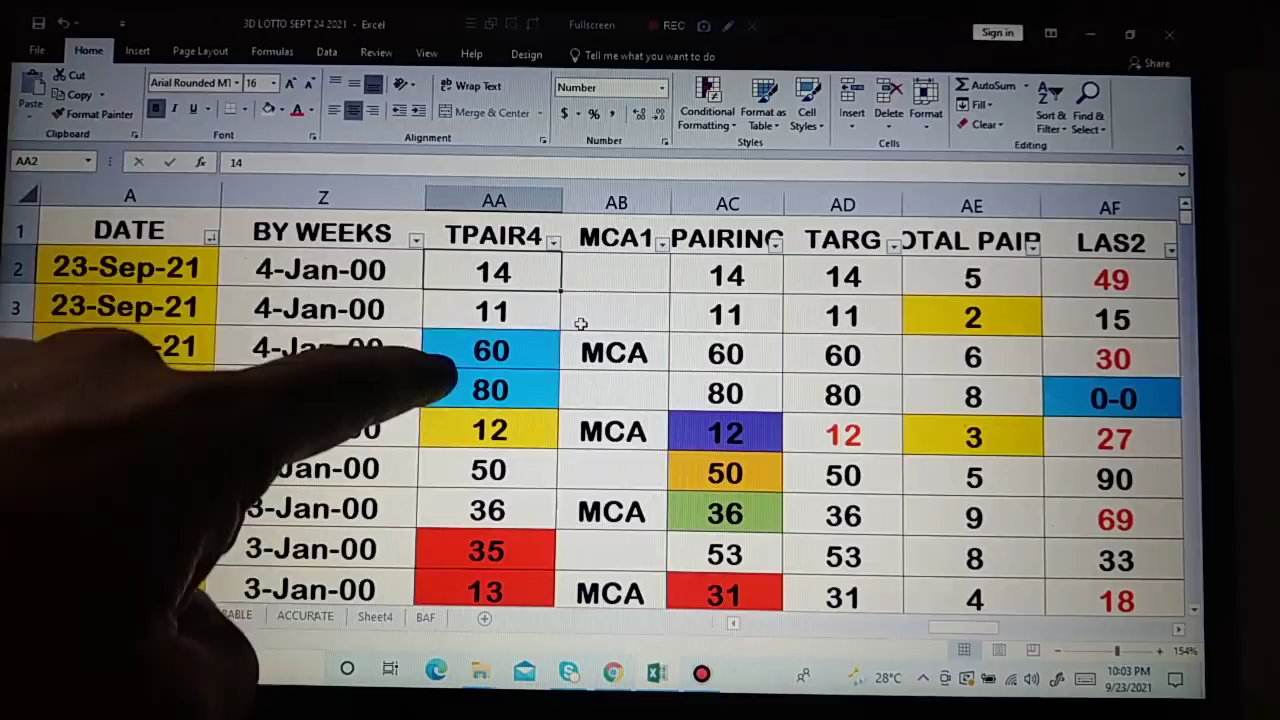 3D LOTTO SEPT 24 2021 - Excel
Fullscreen
REC
Sign in
File Home Insert Page Layout Formulas Data Review View Help Design Tell me what you want to do
Share
Paste
Cut
Copy
Format Painter
Clipboard
Arial Rounded MT 16
B I U
Font
Wrap Text
Merge & Center
Alignment
Number
$ % ,
Number
Conditional Formatting
Format as Table
Cell Styles
Styles
Insert Delete Format
Cells
AutoSum
Fill
Clear
Sort & Filter
Find & Select
Editing
AA2 fx 14
A Z AA AB AC AD AE AF
1 DATE BY WEEKS TPAIR4 MCA1 PAIRING TARG OTAL PAIR LAS2
2 23-Sep-21 4-Jan-00 14 14 14 5 49
3 23-Sep-21 4-Jan-00 11 11 11 2 15
-21 4-Jan-00 60 MCA 60 60 6 30
80 80 80 8 0-0
00 12 MCA 12 12 3 27
Jan-00 50 50 50 5 90
3-Jan-00 36 MCA 36 36 9 69
3-Jan-00 35 53 53 8 33
3-Jan-00 13 MCA 31 31 4 18
RABLE ACCURATE Sheet4 BAF
154%
28°C
10:03 PM
9/23/2021